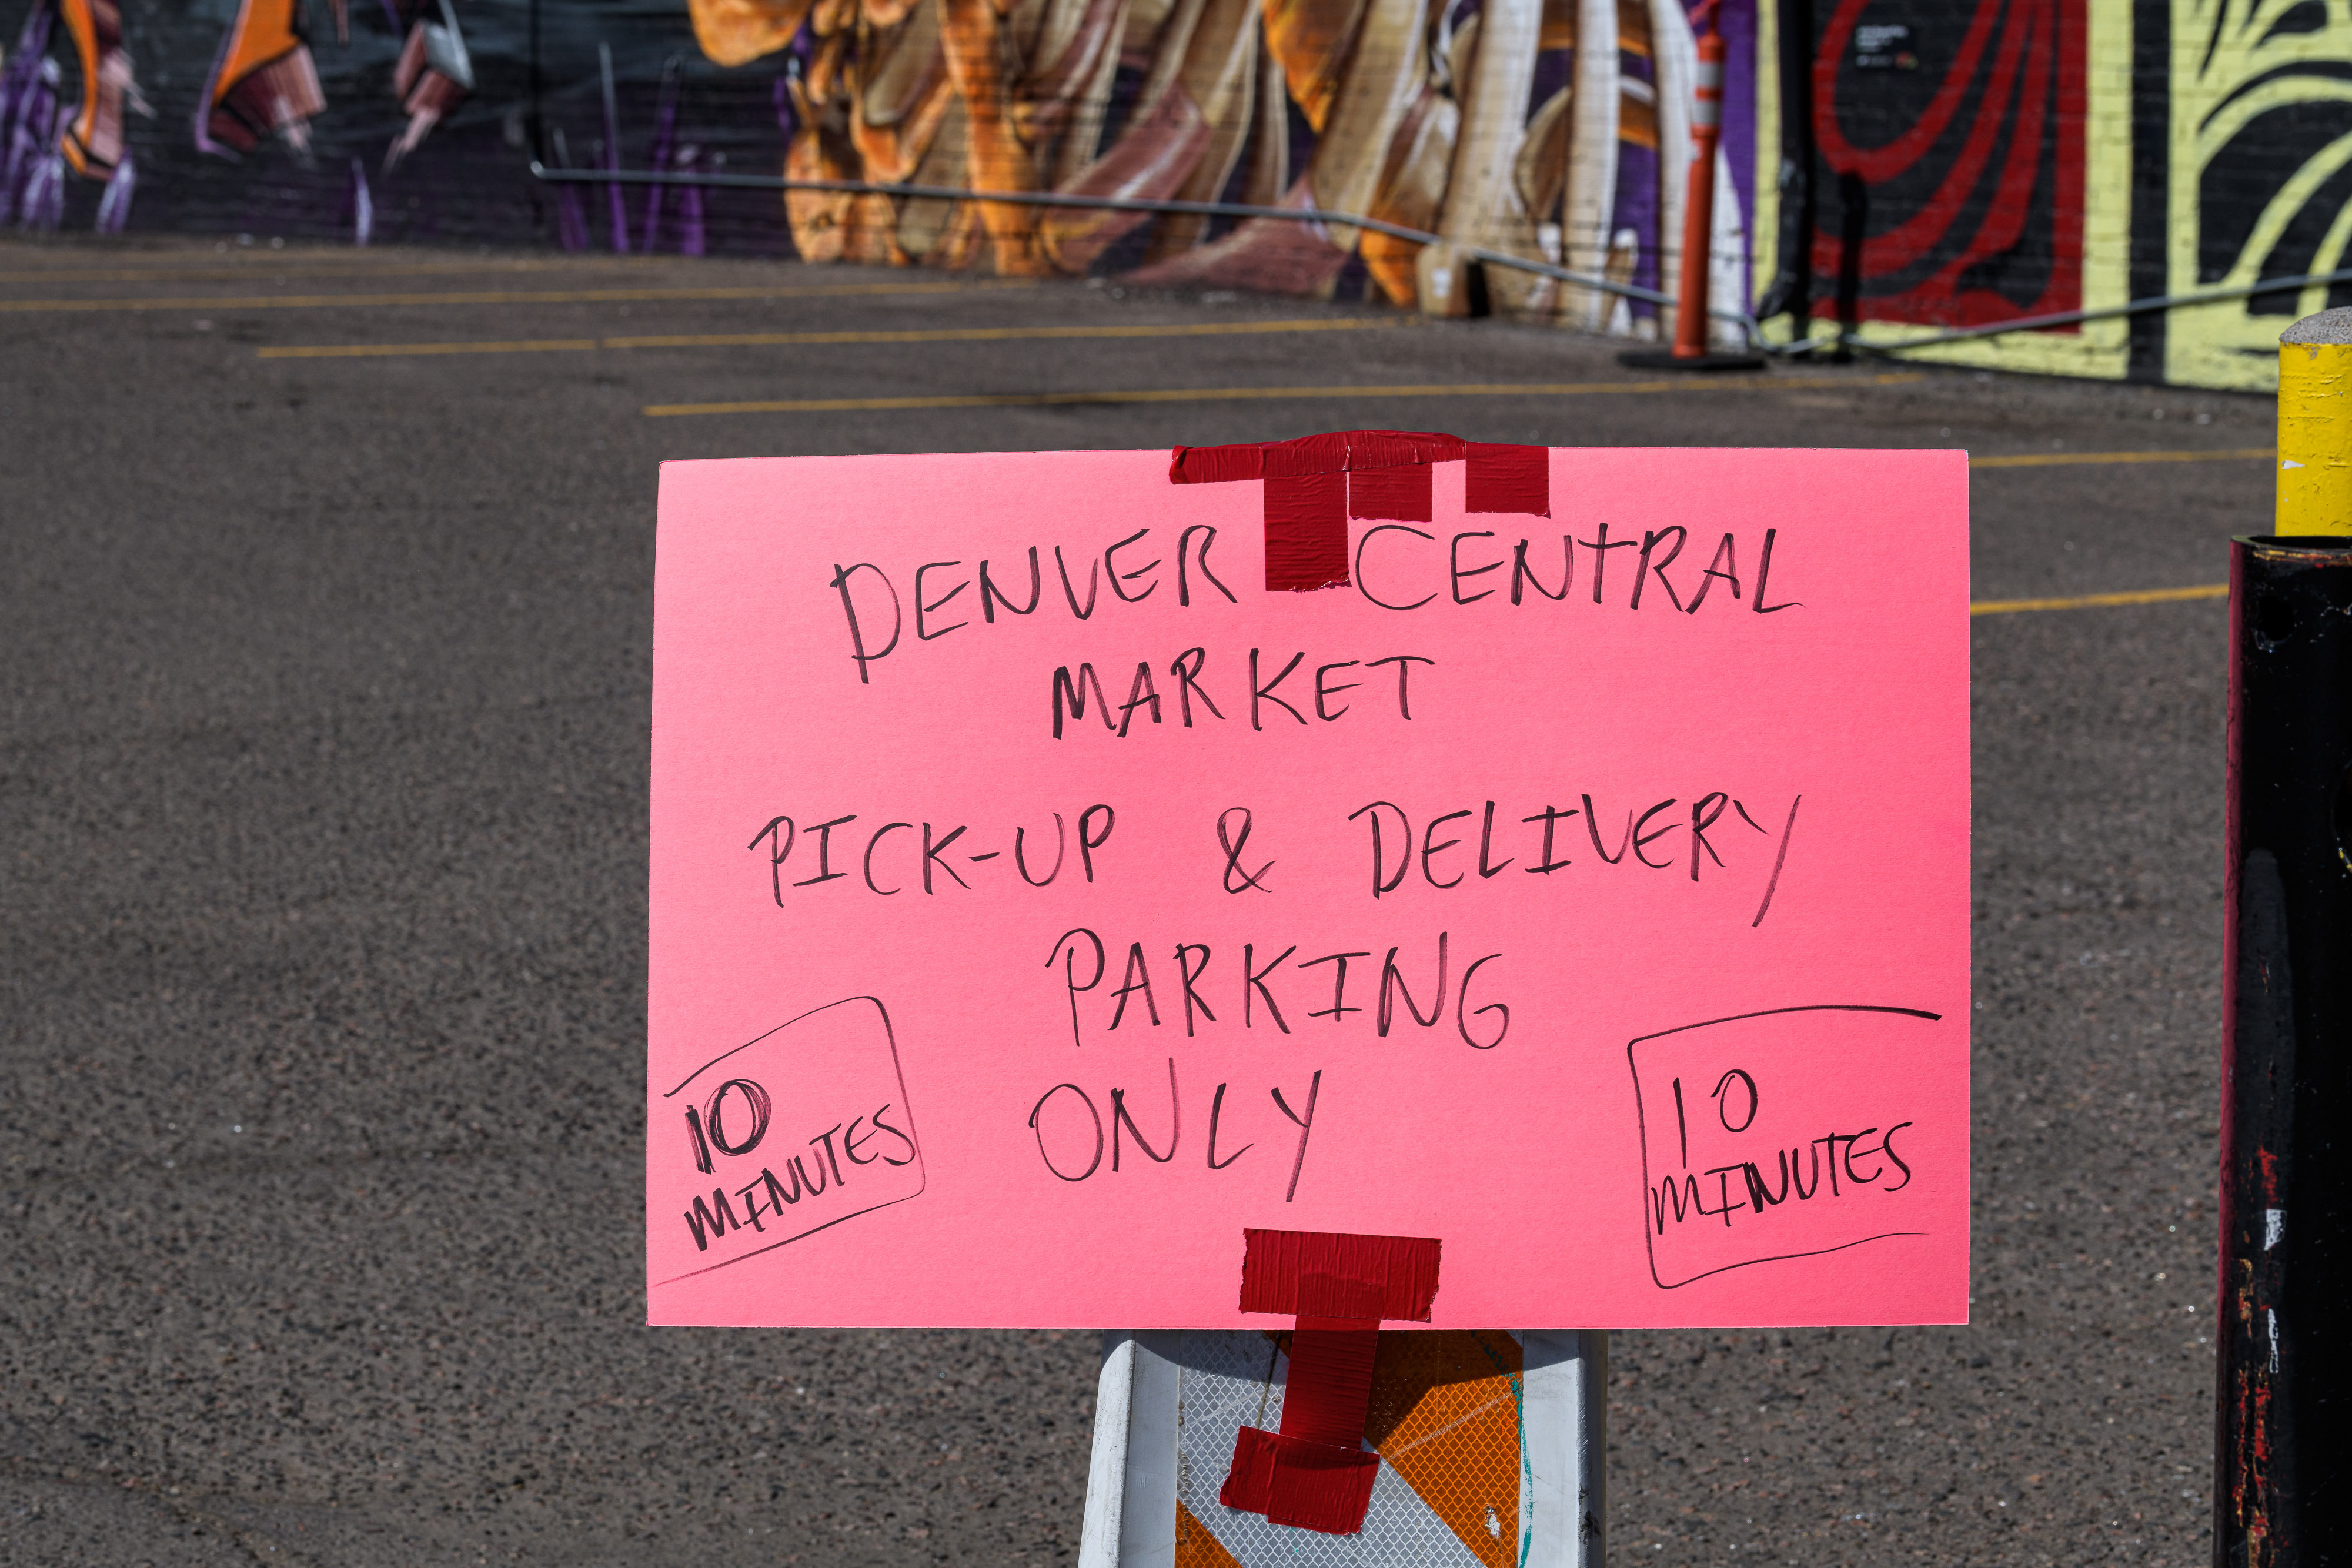 DENVER CENTRAL
MARKET
PICK-UP & DELIVERY
PARKING
ONLY
10
MINUTES
10
MINUTES